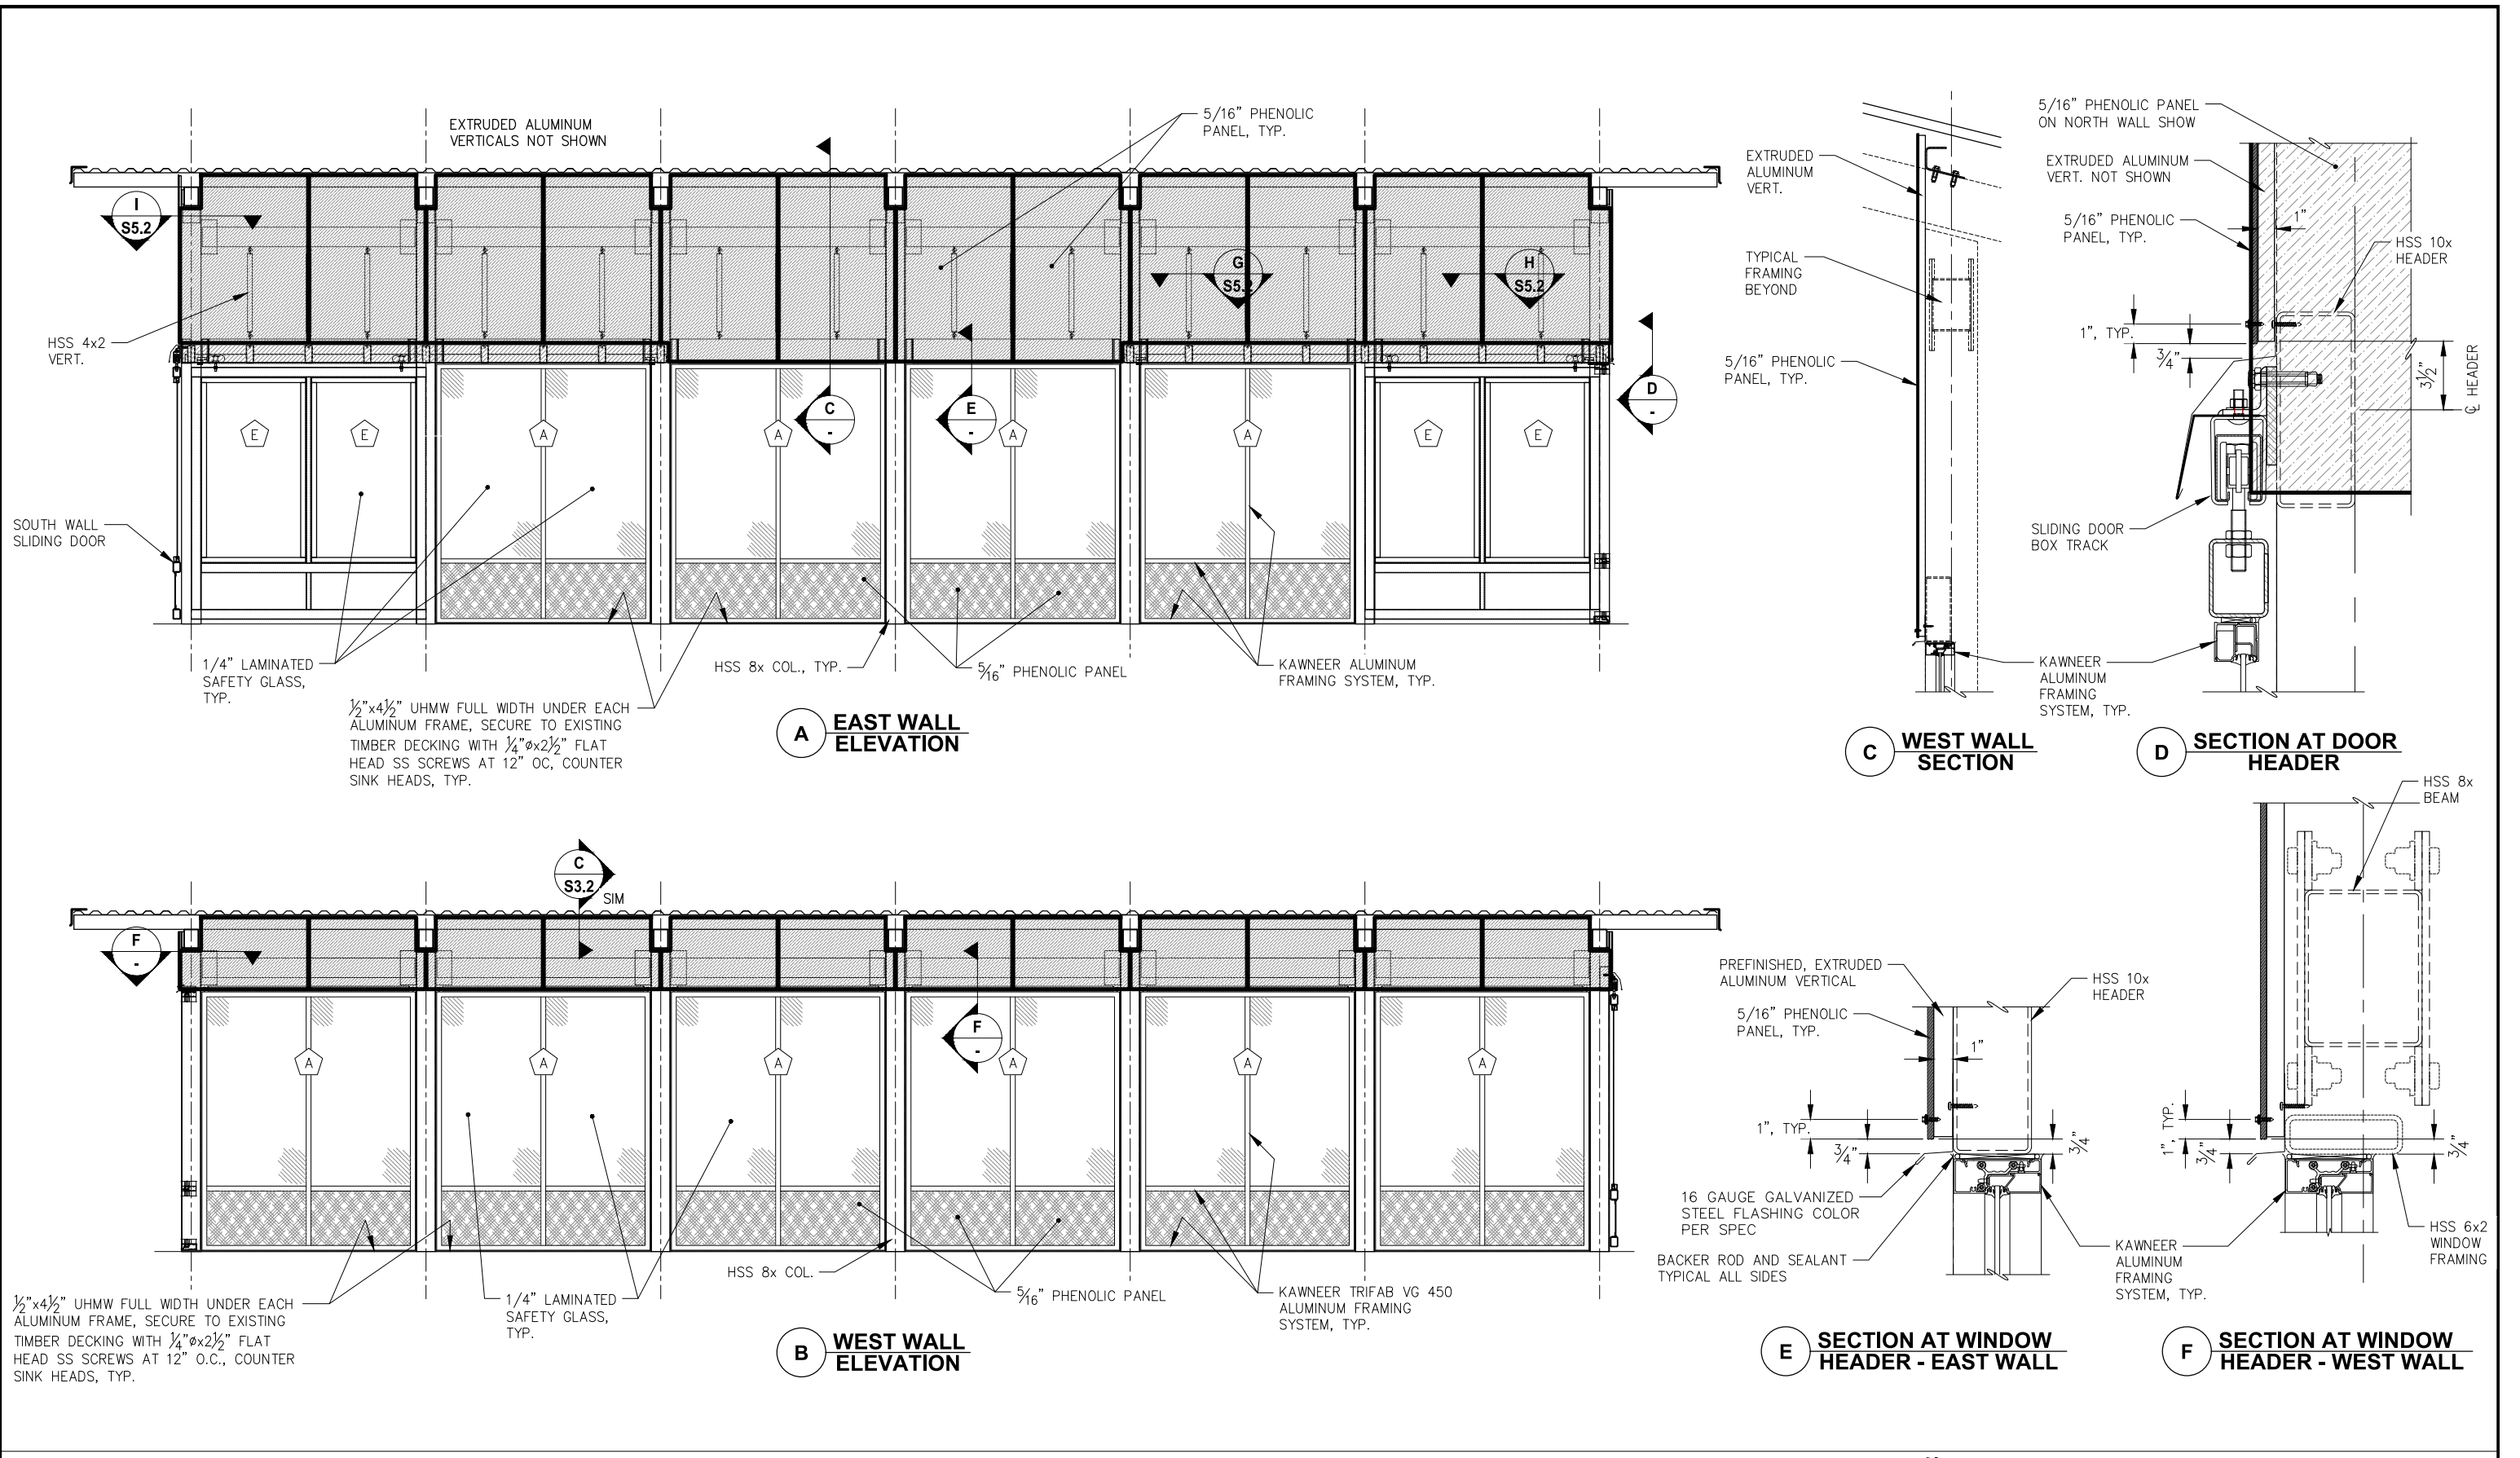 EXTRUDED ALUMINUM
VERTICALS NOT SHOWN
5/16" PHENOLIC
PANEL, TYP.
I
S5.2
G
S5.2
H
S5.2
HSS 4x2
VERT.
C
-
E
-
D
-
E
E
A
A
A
A
E
E
SOUTH WALL
SLIDING DOOR
1/4" LAMINATED
SAFETY GLASS,
TYP.
½"x4½" UHMW FULL WIDTH UNDER EACH
ALUMINUM FRAME, SECURE TO EXISTING
TIMBER DECKING WITH ¼"øx2½" FLAT
HEAD SS SCREWS AT 12" OC, COUNTER
SINK HEADS, TYP.
HSS 8x COL., TYP.
5/16" PHENOLIC PANEL
KAWNEER ALUMINUM
FRAMING SYSTEM, TYP.
A
EAST WALL
ELEVATION
EXTRUDED
ALUMINUM
VERT.
TYPICAL
FRAMING
BEYOND
5/16" PHENOLIC
PANEL, TYP.
C
WEST WALL
SECTION
5/16" PHENOLIC PANEL
ON NORTH WALL SHOW
EXTRUDED ALUMINUM
VERT. NOT SHOWN
5/16" PHENOLIC
PANEL, TYP.
1"
HSS 10x
HEADER
1", TYP.
¾"
3½"
℄ HEADER
SLIDING DOOR
BOX TRACK
KAWNEER
ALUMINUM
FRAMING
SYSTEM, TYP.
D
SECTION AT DOOR
HEADER
C
S3.2
SIM
F
-
F
-
A
A
A
A
A
A
½"x4½" UHMW FULL WIDTH UNDER EACH
ALUMINUM FRAME, SECURE TO EXISTING
TIMBER DECKING WITH ¼"øx2½" FLAT
HEAD SS SCREWS AT 12" O.C., COUNTER
SINK HEADS, TYP.
1/4" LAMINATED
SAFETY GLASS,
TYP.
HSS 8x COL.
5/16" PHENOLIC PANEL
KAWNEER TRIFAB VG 450
ALUMINUM FRAMING
SYSTEM, TYP.
B
WEST WALL
ELEVATION
PREFINISHED, EXTRUDED
ALUMINUM VERTICAL
5/16" PHENOLIC
PANEL, TYP.
HSS 10x
HEADER
1"
1", TYP.
¾"
¾"
16 GAUGE GALVANIZED
STEEL FLASHING COLOR
PER SPEC
BACKER ROD AND SEALANT
TYPICAL ALL SIDES
KAWNEER
ALUMINUM
FRAMING
SYSTEM, TYP.
E
SECTION AT WINDOW
HEADER - EAST WALL
HSS 8x
BEAM
1", TYP.
¾"
¾"
HSS 6x2
WINDOW
FRAMING
F
SECTION AT WINDOW
HEADER - WEST WALL